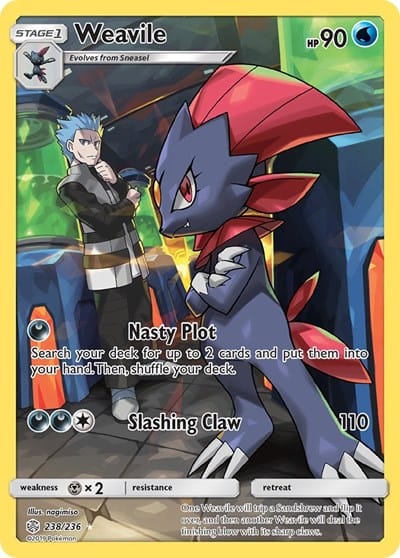 STAGE 1
Weavile
HP 90
Evolves from Sneasel
Nasty Plot
Search your deck for up to 2 cards and put them into
your hand. Then, shuffle your deck.
Slashing Claw 110
weakness ×2 resistance retreat
Illus. nagimiso
238/236
©2019 Pokémon
One Weavile will trip a Sandshrew and flip it
over, and then another Weavile will deal the
finishing blow with its sharp claws.